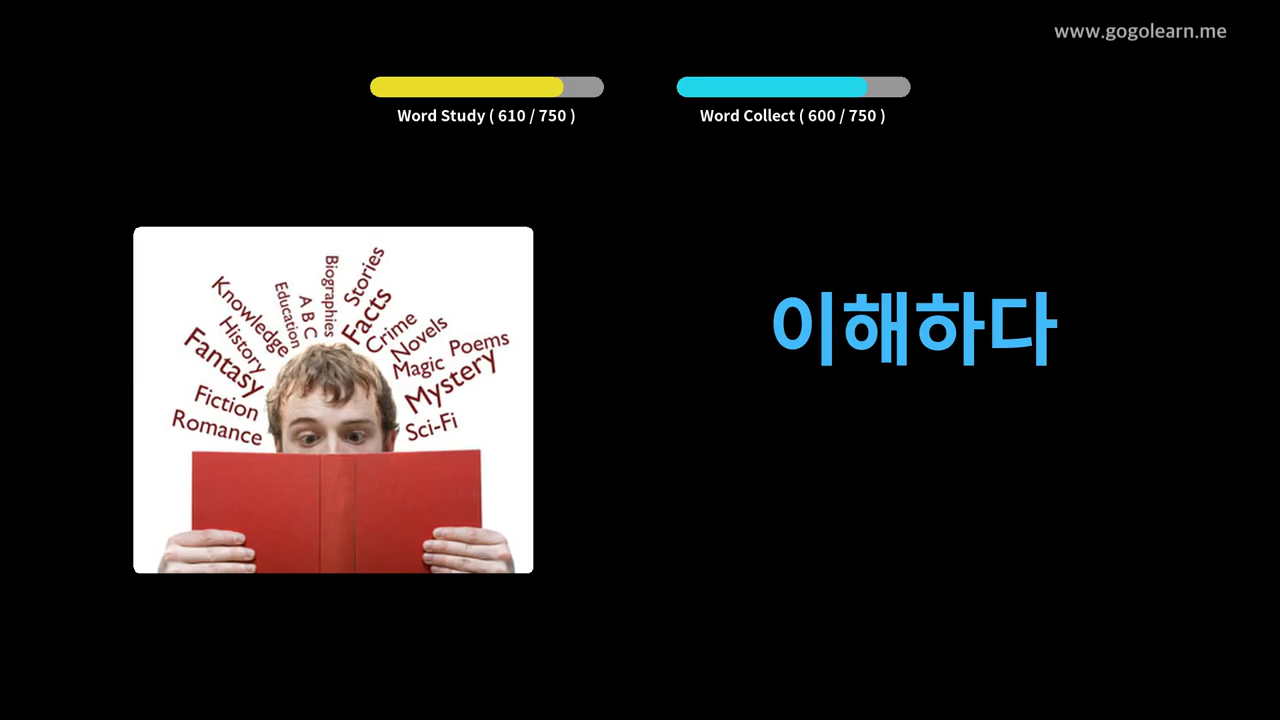 www.gogolearn.me
Word Study ( 610 / 750 )
Word Collect ( 600 / 750 )
Knowledge
Education
A B C
Biographies
Stories
Facts
Crime
Novels
Poems
Magic
Mystery
Sci-Fi
History
Fantasy
Fiction
Romance
이해하다